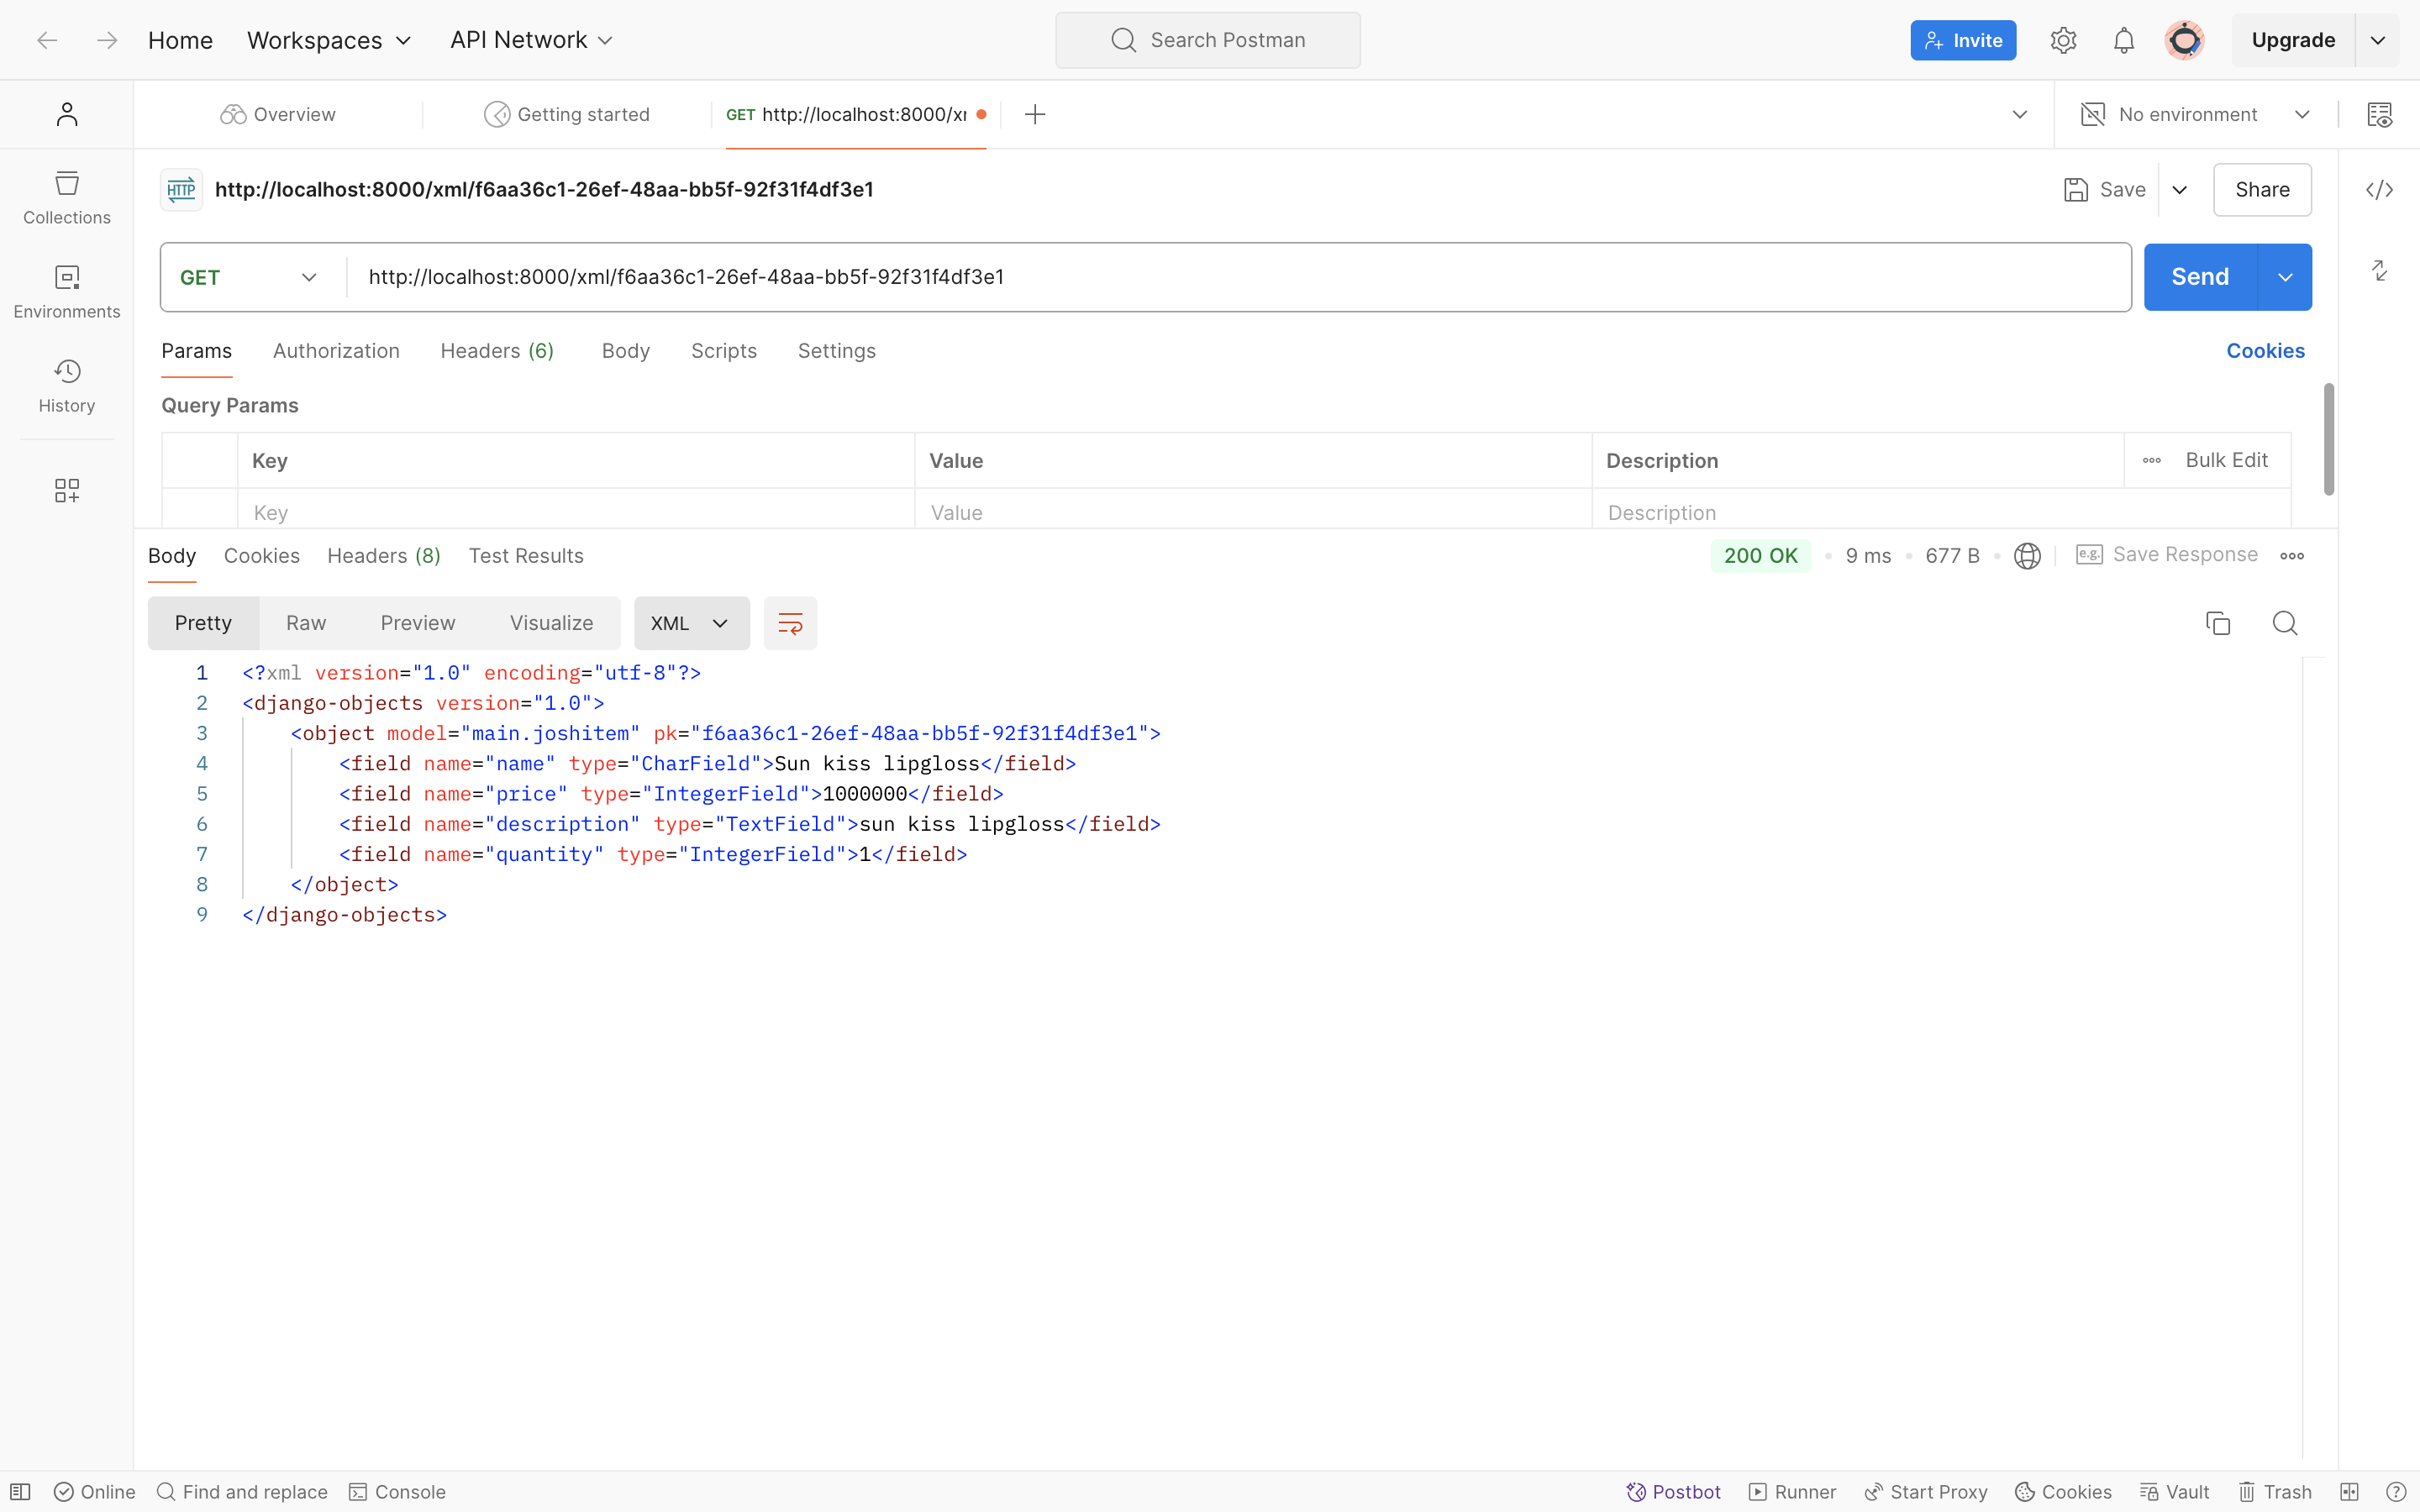 Home Workspaces API Network Search Postman Invite Upgrade
Overview Getting started GET http://localhost:8000/xr No environment
HTTP http://localhost:8000/xml/f6aa36c1-26ef-48aa-bb5f-92f31f4df3e1 Save Share
Collections
Environments
History
GET http://localhost:8000/xml/f6aa36c1-26ef-48aa-bb5f-92f31f4df3e1 Send
Params Authorization Headers (6) Body Scripts Settings Cookies
Query Params
Key Value Description Bulk Edit
Key Value Description
Body Cookies Headers (8) Test Results 200 OK 9 ms 677 B e.g. Save Response
Pretty Raw Preview Visualize XML
1 <?xml version="1.0" encoding="utf-8"?>
2 <django-objects version="1.0">
3 <object model="main.joshitem" pk="f6aa36c1-26ef-48aa-bb5f-92f31f4df3e1">
4 <field name="name" type="CharField">Sun kiss lipgloss</field>
5 <field name="price" type="IntegerField">1000000</field>
6 <field name="description" type="TextField">sun kiss lipgloss</field>
7 <field name="quantity" type="IntegerField">1</field>
8 </object>
9 </django-objects>
Online Find and replace Console Postbot Runner Start Proxy Cookies Vault Trash